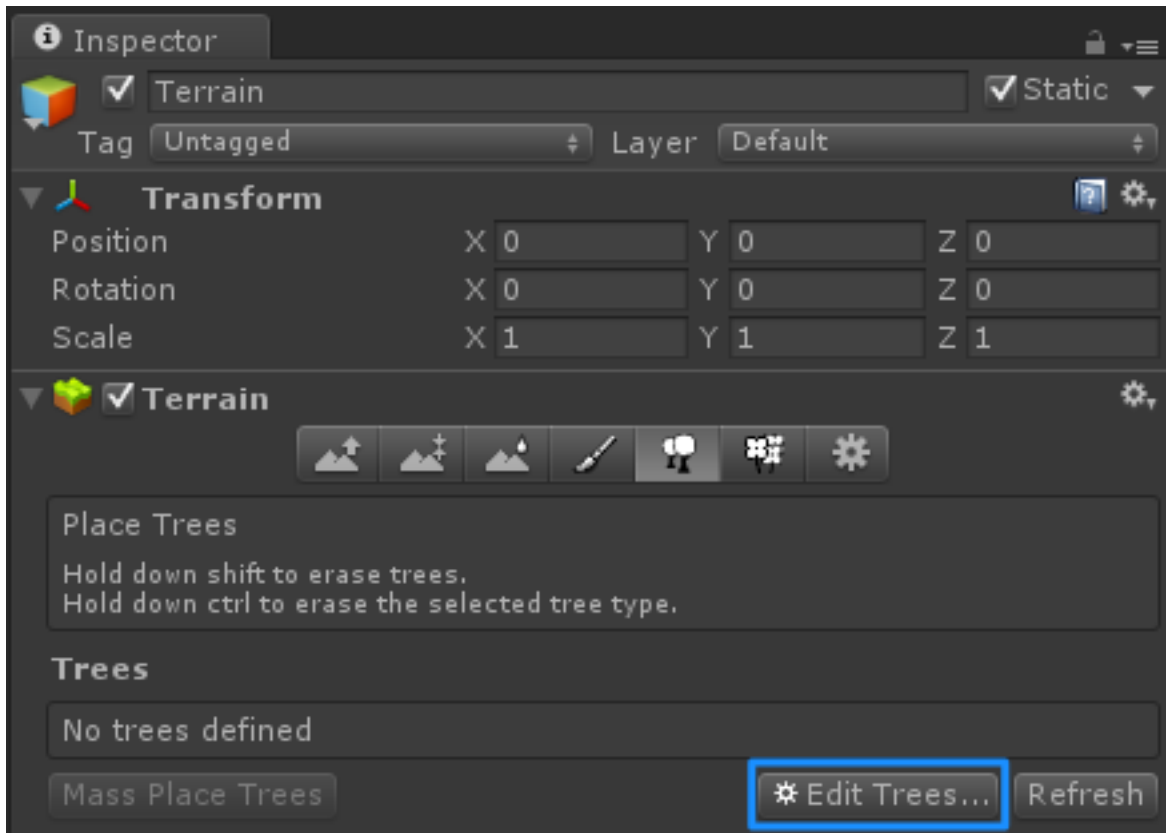 Inspector
Terrain Static
Tag Untagged Layer Default
Transform
Position X 0 Y 0 Z 0
Rotation X 0 Y 0 Z 0
Scale X 1 Y 1 Z 1
Terrain
Place Trees
Hold down shift to erase trees.
Hold down ctrl to erase the selected tree type.
Trees
No trees defined
Mass Place Trees Edit Trees... Refresh